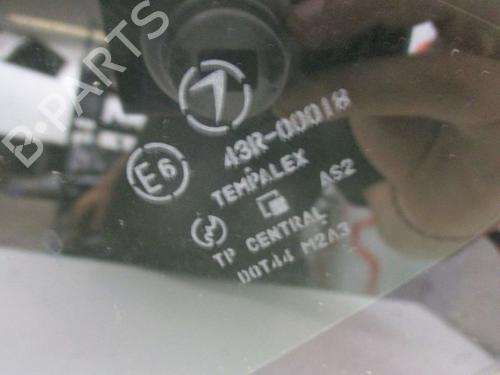 B-PARTS
43R-00018
E6
TEMPALEX
AS2
TP CENTRAL
DOT44 M2A3